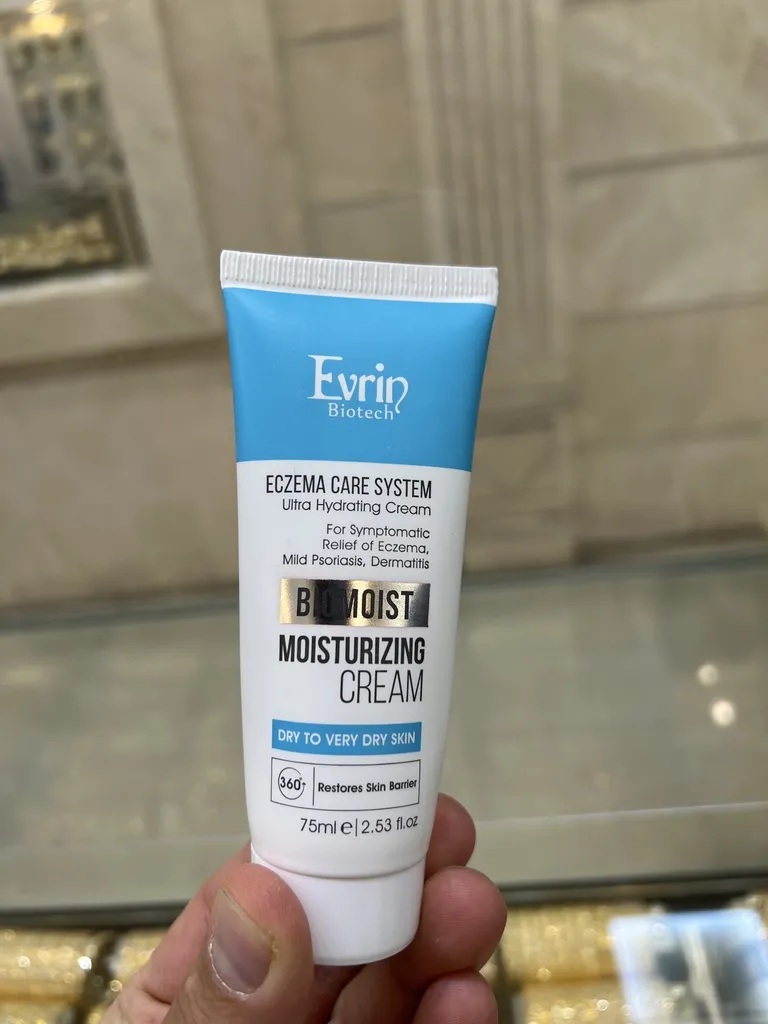 Evrin
Biotech
ECZEMA CARE SYSTEM
Ultra Hydrating Cream
For Symptomatic
Relief of Eczema,
Mild Psoriasis, Dermatitis
BIOMOIST
MOISTURIZING
CREAM
DRY TO VERY DRY SKIN
360° Restores Skin Barrier
75ml e | 2.53 fl.oz